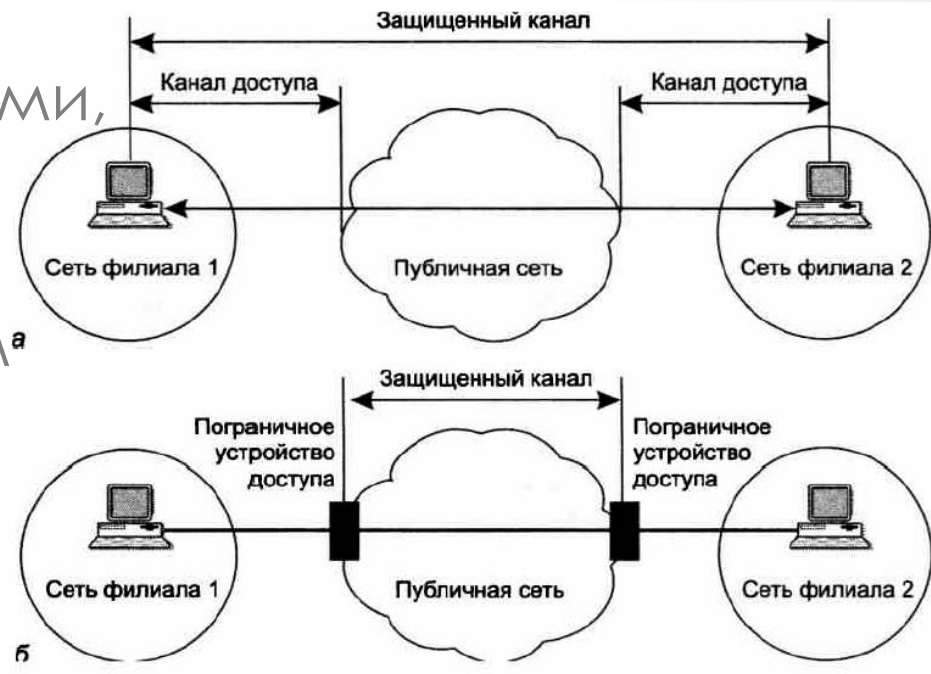 Защищенный канал
Канал доступа
Канал доступа
МИ,
Сеть филиала 1
Публичная сеть
Сеть филиала 2
а
Защищенный канал
Пограничное
устройство
доступа
Пограничное
устройство
доступа
Сеть филиала 1
Публичная сеть
Сеть филиала 2
б